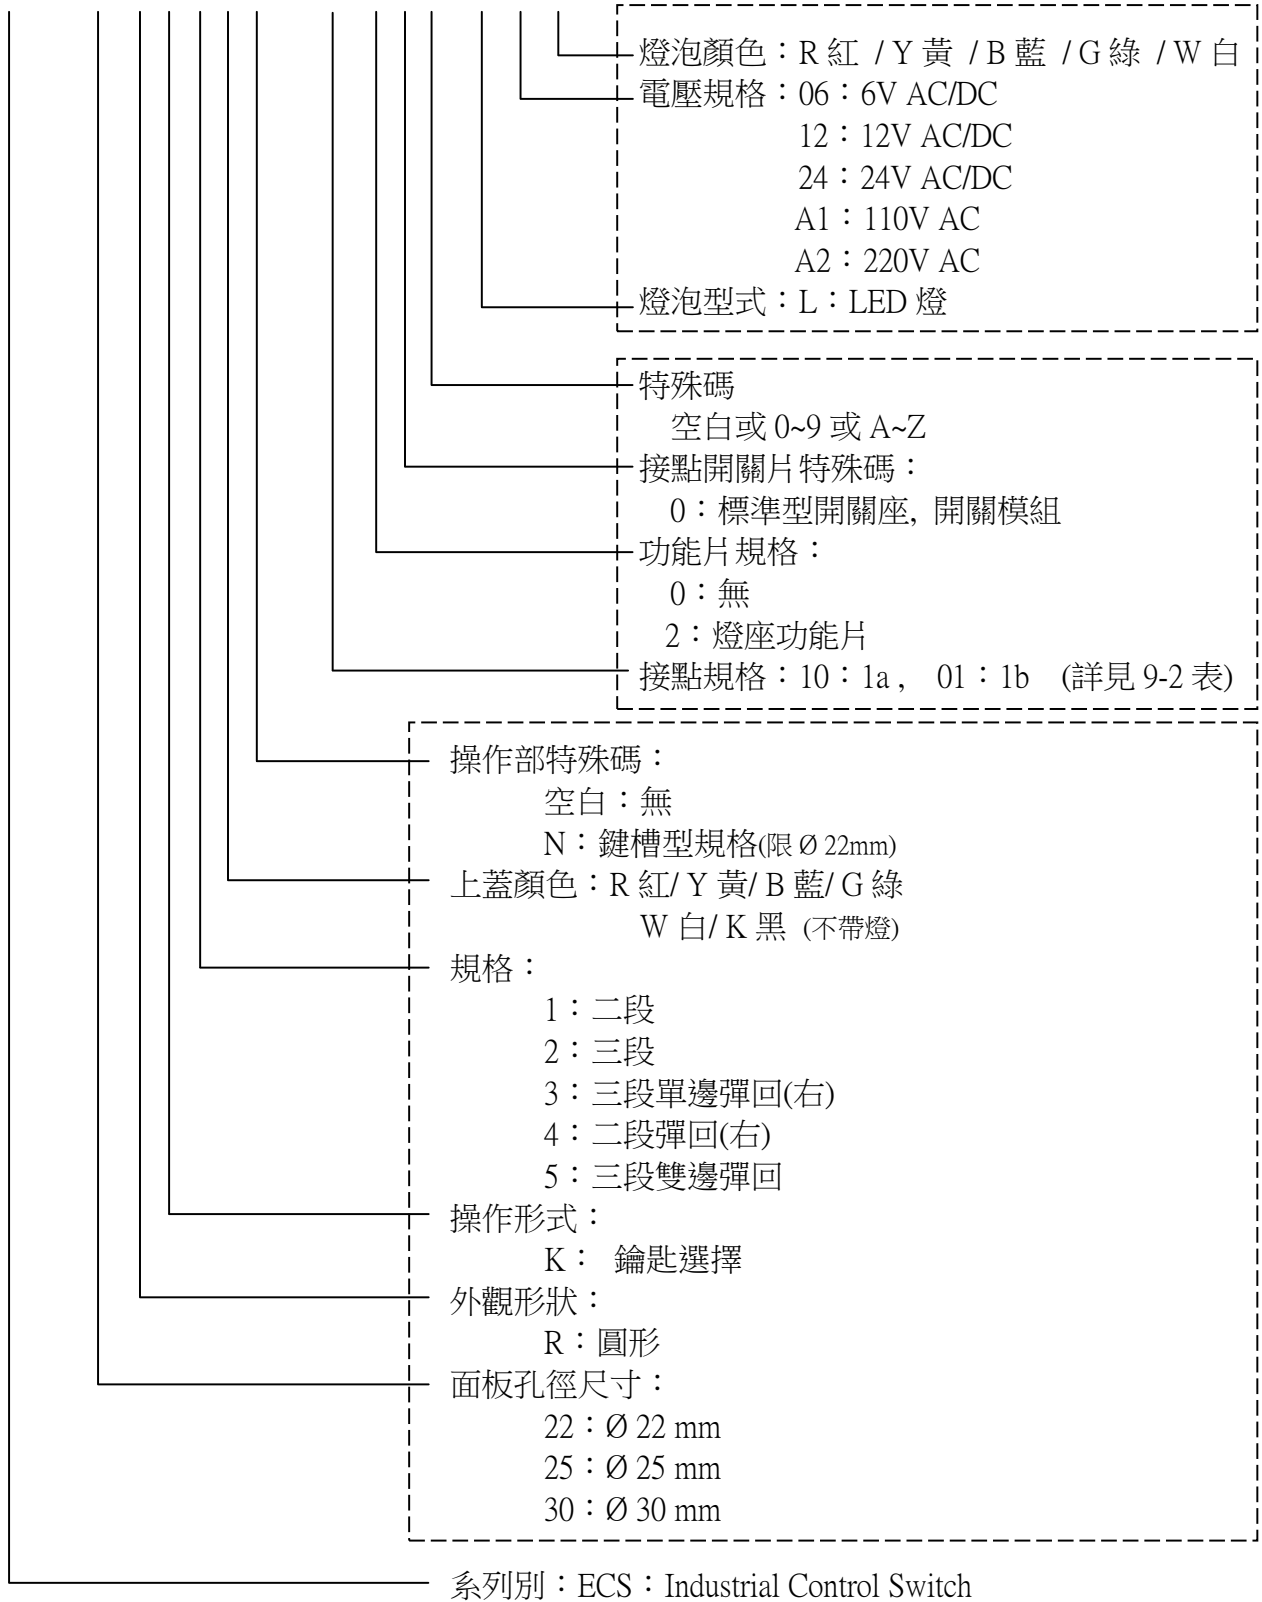 燈泡顏色：R 紅 / Y 黃 / B 藍 / G 綠 / W 白
電壓規格：06：6V AC/DC
12：12V AC/DC
24：24V AC/DC
A1：110V AC
A2：220V AC
燈泡型式：L：LED 燈
特殊碼
空白或 0~9 或 A~Z
接點開關片特殊碼：
0：標準型開關座, 開關模組
功能片規格：
0：無
2：燈座功能片
接點規格：10：1a , 01：1b (詳見 9-2 表)
操作部特殊碼：
空白：無
N：鍵槽型規格(限 Ø 22mm)
上蓋顏色：R 紅/ Y 黃/ B 藍/ G 綠
W 白/ K 黑 (不帶燈)
規格：
1：二段
2：三段
3：三段單邊彈回(右)
4：二段彈回(右)
5：三段雙邊彈回
操作形式：
K： 鑰匙選擇
外觀形狀：
R：圓形
面板孔徑尺寸：
22：Ø 22 mm
25：Ø 25 mm
30：Ø 30 mm
系列別：ECS：Industrial Control Switch